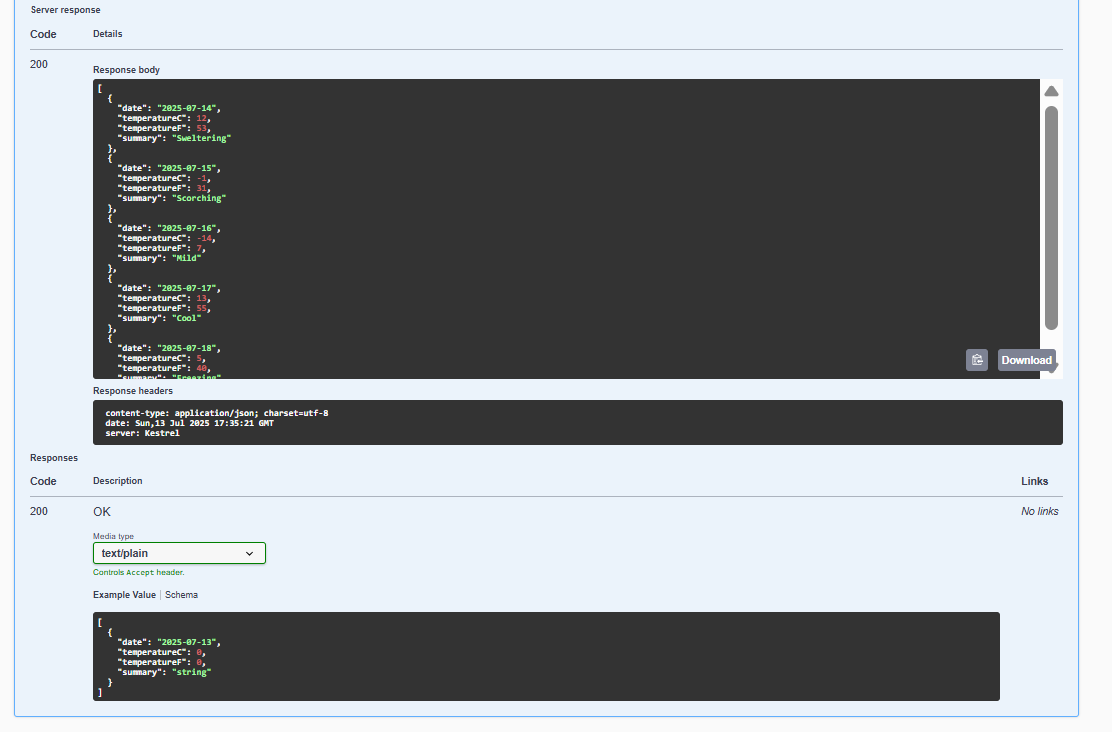 Server response
Code Details
200
Response body
[
  {
    "date": "2025-07-14",
    "temperatureC": 12,
    "temperatureF": 53,
    "summary": "Sweltering"
  },
  {
    "date": "2025-07-15",
    "temperatureC": -1,
    "temperatureF": 31,
    "summary": "Scorching"
  },
  {
    "date": "2025-07-16",
    "temperatureC": -14,
    "temperatureF": 7,
    "summary": "Mild"
  },
  {
    "date": "2025-07-17",
    "temperatureC": 13,
    "temperatureF": 55,
    "summary": "Cool"
  },
  {
    "date": "2025-07-18",
    "temperatureC": 5,
    "temperatureF": 40,
    "summary": "Freezing"
Download
Response headers
content-type: application/json; charset=utf-8
date: Sun,13 Jul 2025 17:35:21 GMT
server: Kestrel
Responses
Code Description Links
200 OK No links
Media type
text/plain
Controls Accept header.
Example Value | Schema
[
  {
    "date": "2025-07-13",
    "temperatureC": 0,
    "temperatureF": 0,
    "summary": "string"
  }
]